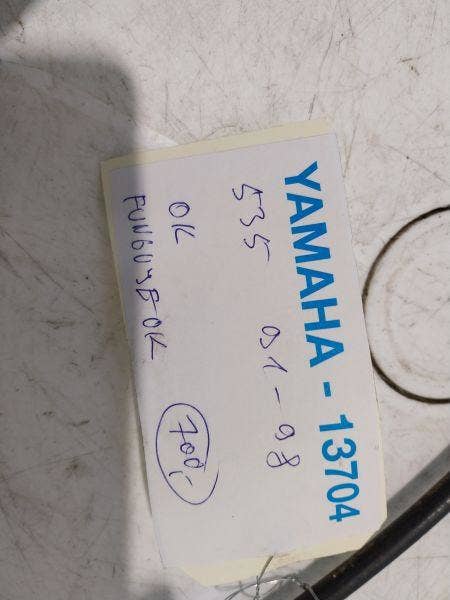 YAMAHA - 13704
535 91-98
OK
FUNGUJE OK
700,-